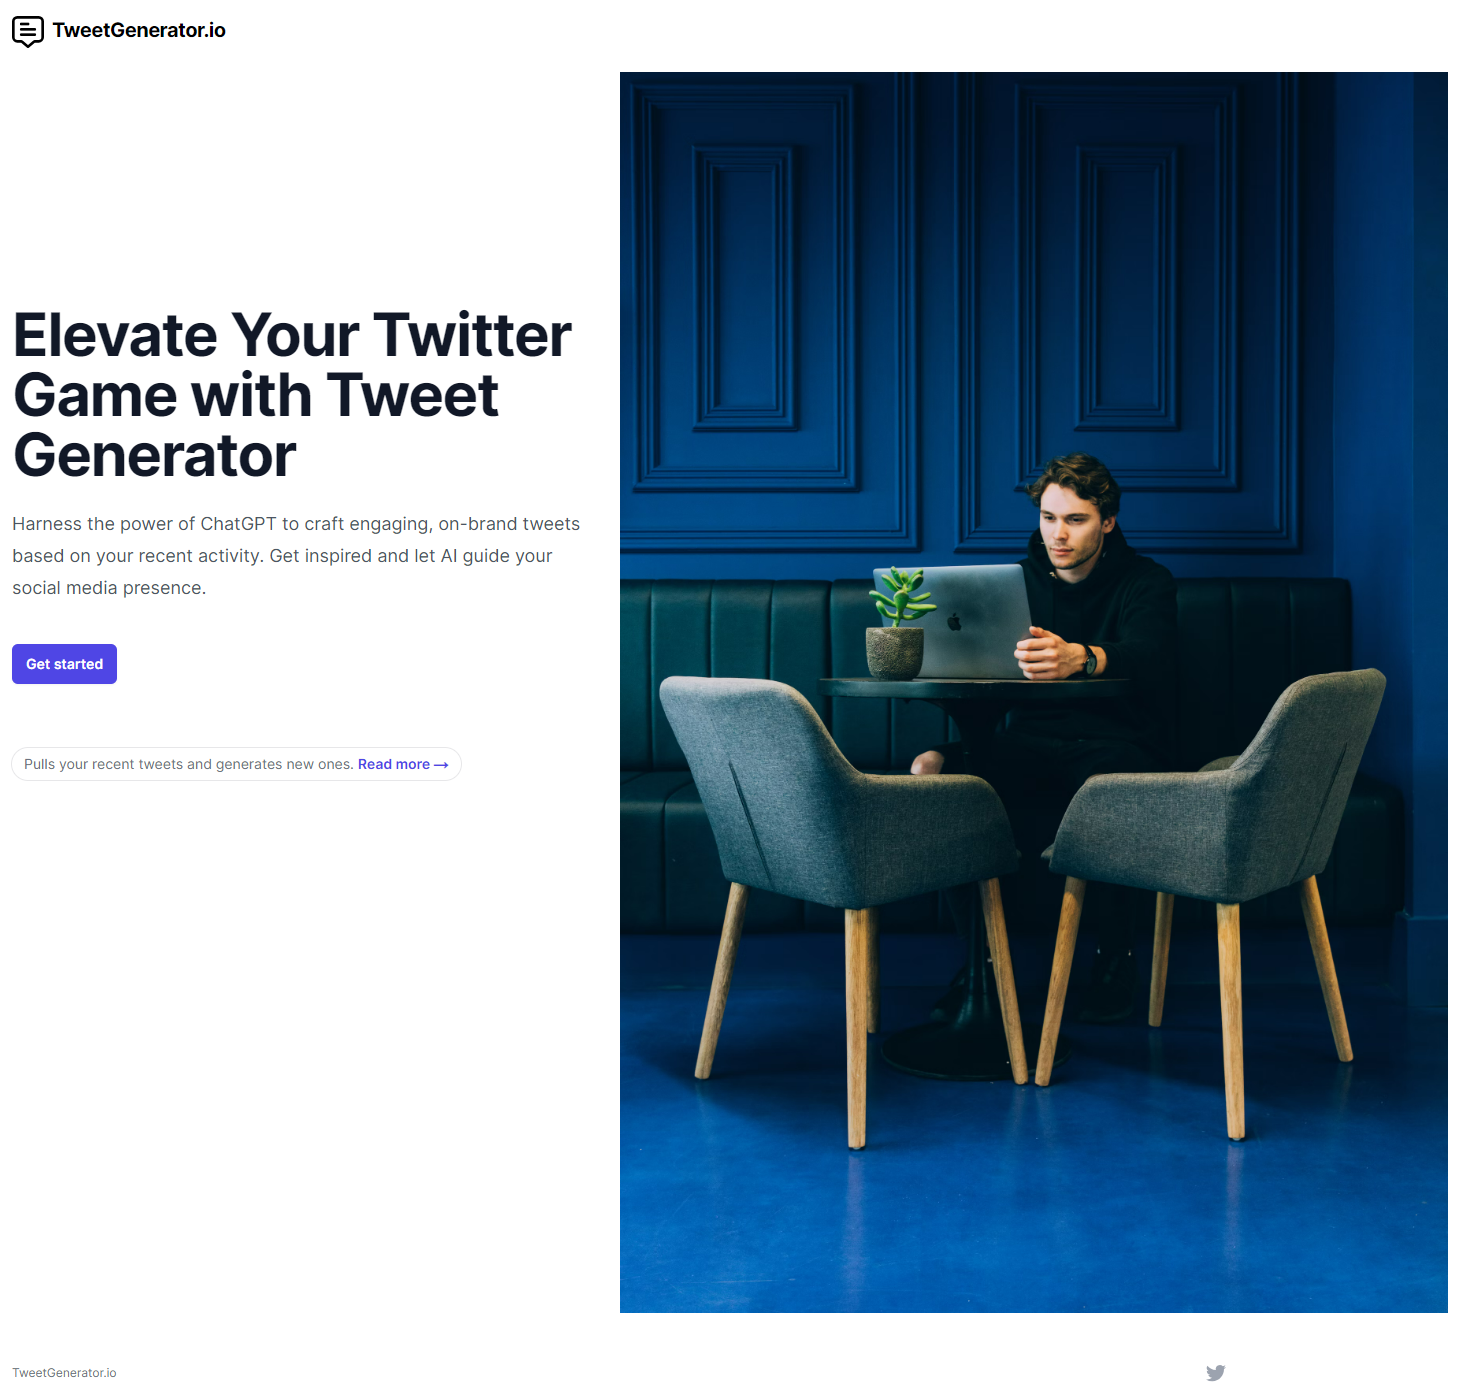 TweetGenerator.io
Elevate Your Twitter
Game with Tweet
Generator
Harness the power of ChatGPT to craft engaging, on-brand tweets
based on your recent activity. Get inspired and let AI guide your
social media presence.
Get started
Pulls your recent tweets and generates new ones. Read more →
TweetGenerator.io